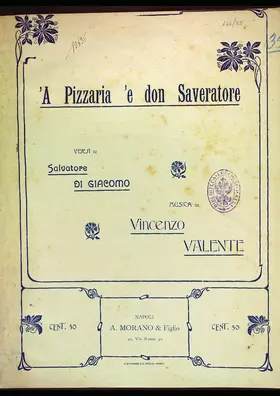 'A Pizzaria 'e don Saveratore
VERSI DI
Salvatore
DI GIACOMO
MUSICA DI
Vincenzo
VALENTE
CENT. 50
NAPOLI
A. MORANO & Figlio
CENT. 50